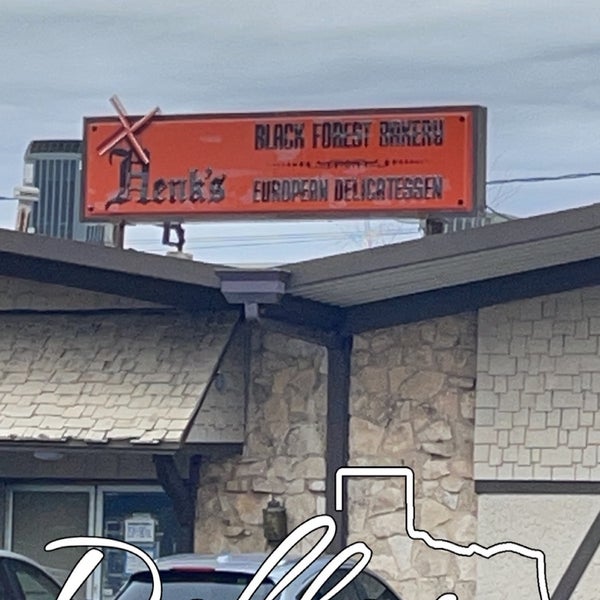 BLACK FOREST BAKERY
Henk's
EUROPEAN DELICATESSEN